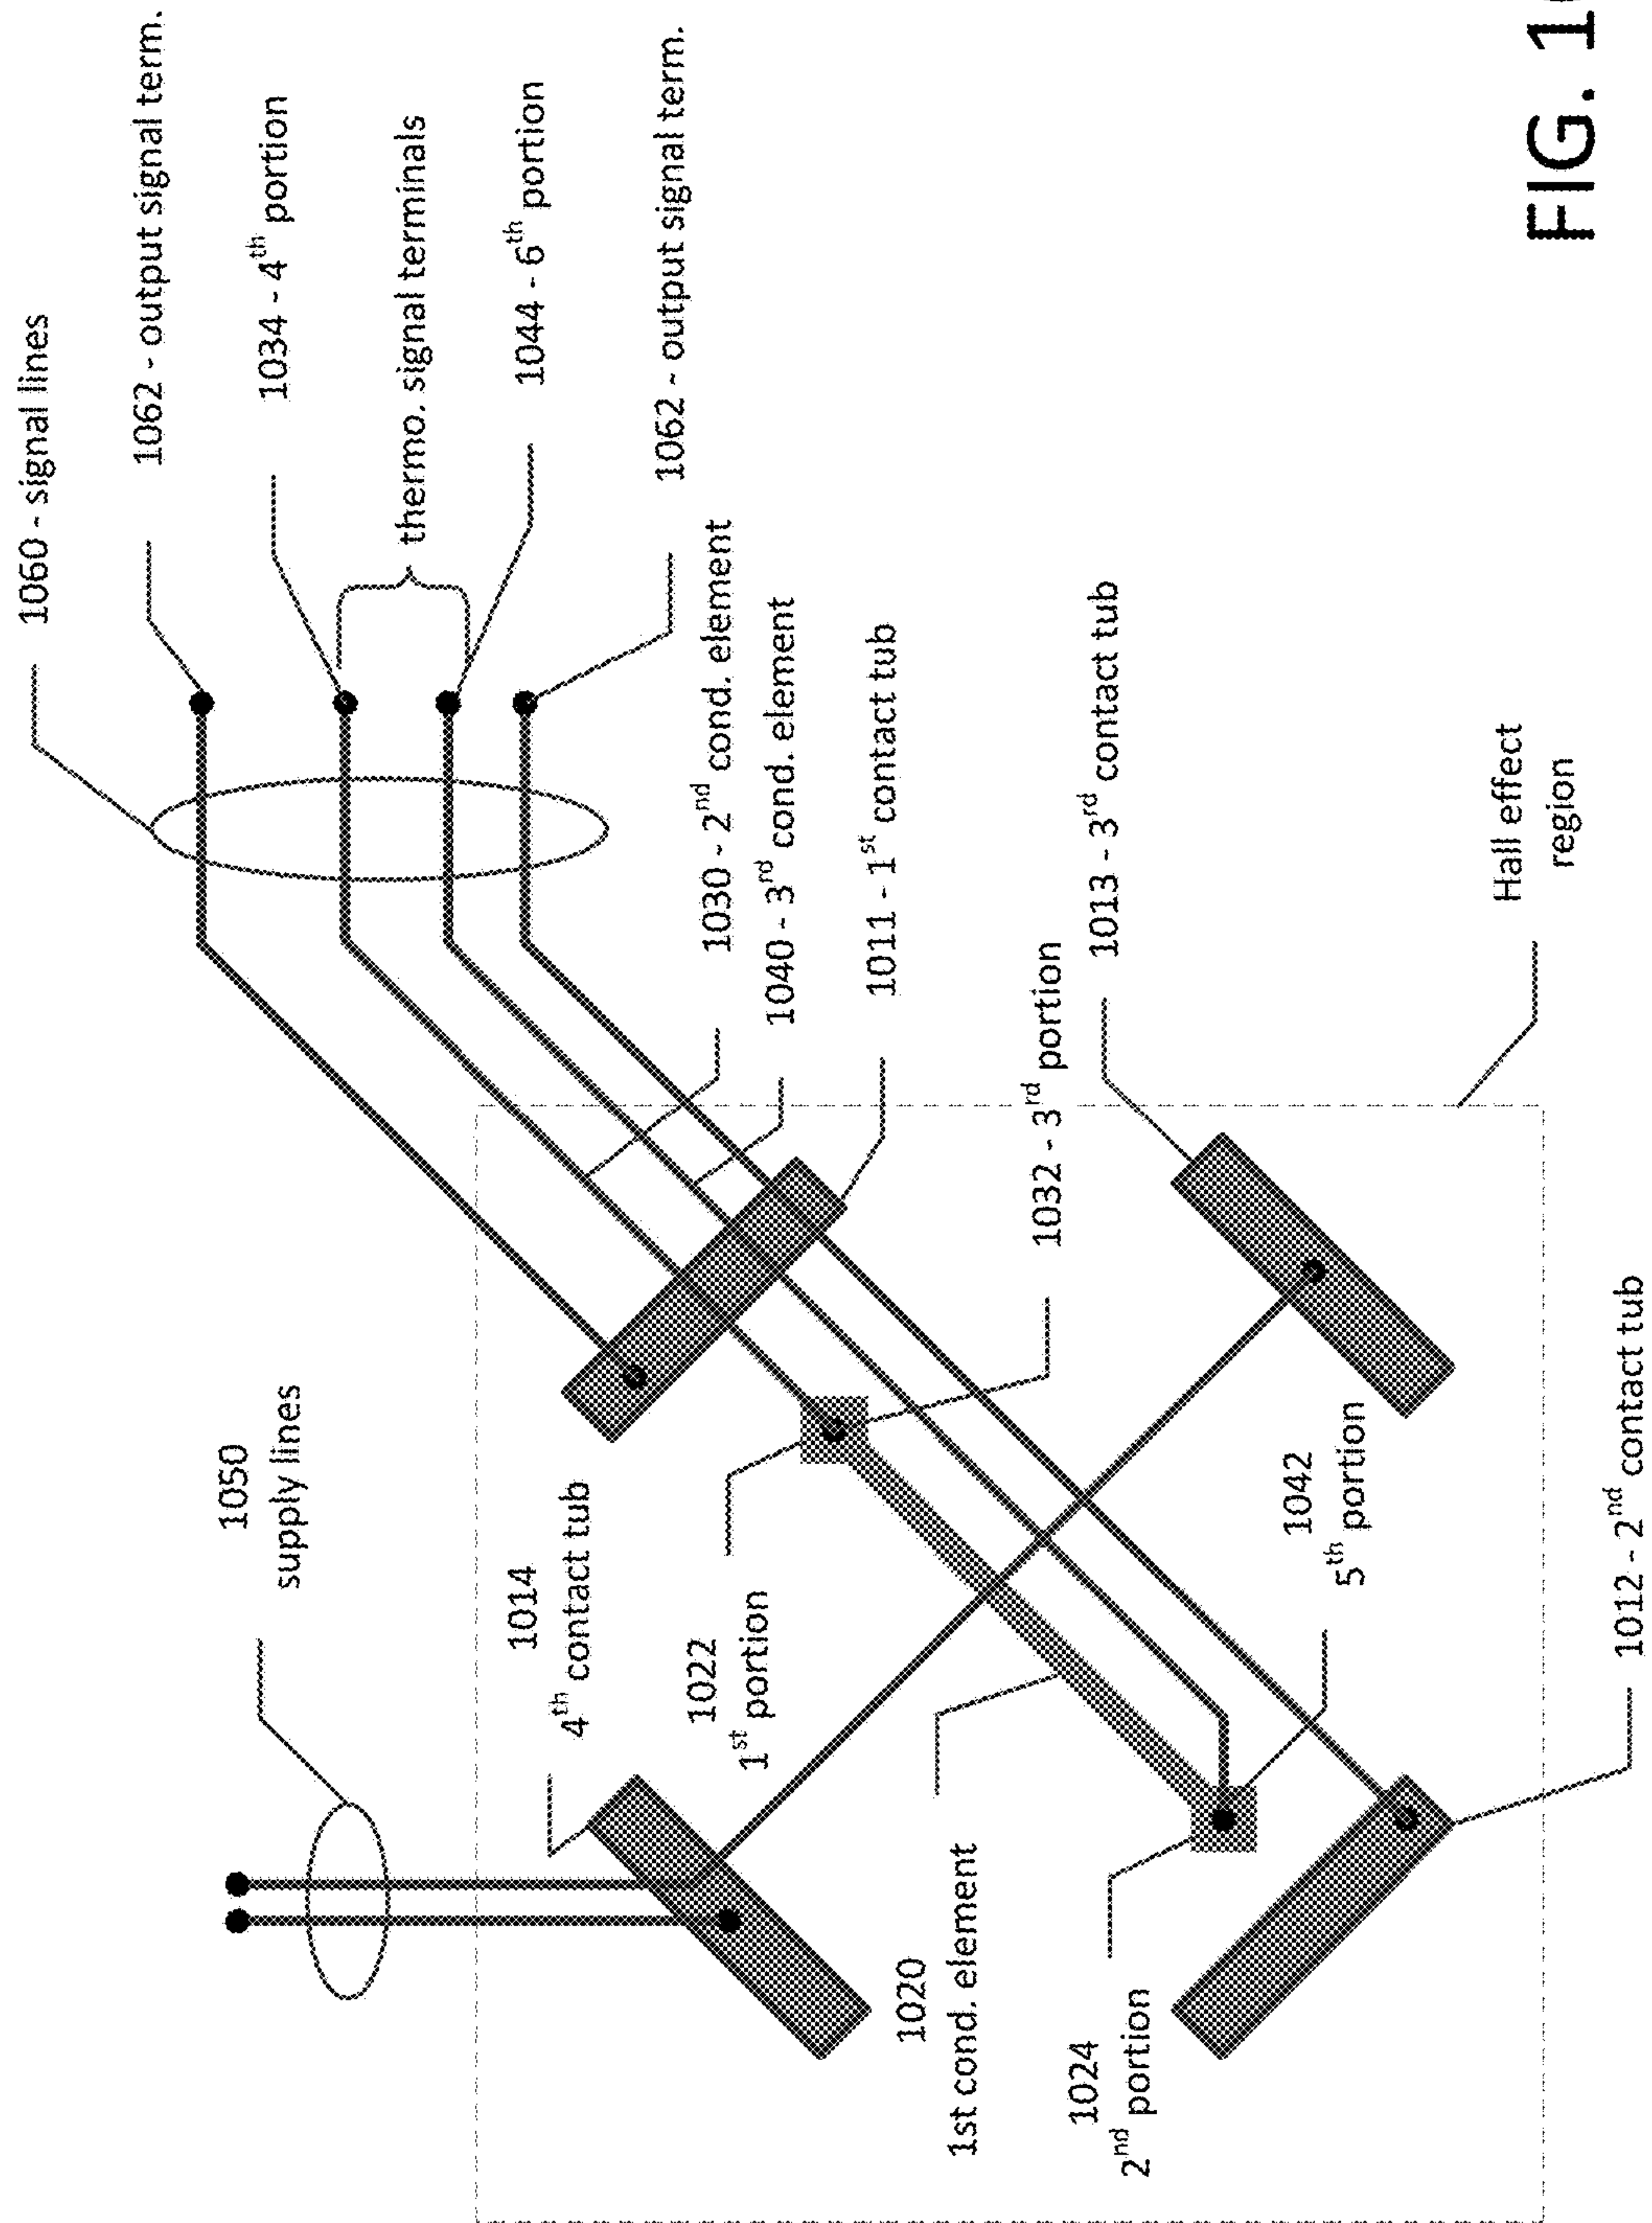 1060 - signal lines
1062 - output signal term.
1034 - 4th portion
thermo. signal terminals
1044 - 6th portion
1062 - output signal term.
1030 - 2nd cond. element
1040 - 3rd cond. element
1011 - 1st contact tub
1032 - 3rd portion
1013 - 3rd contact tub
Hall effect
region
1050
supply lines
1014
4th contact tub
1022
1st portion
1020
1st cond. element
1024
2nd portion
1042
5th portion
1012 - 2nd contact tub
FIG. 1